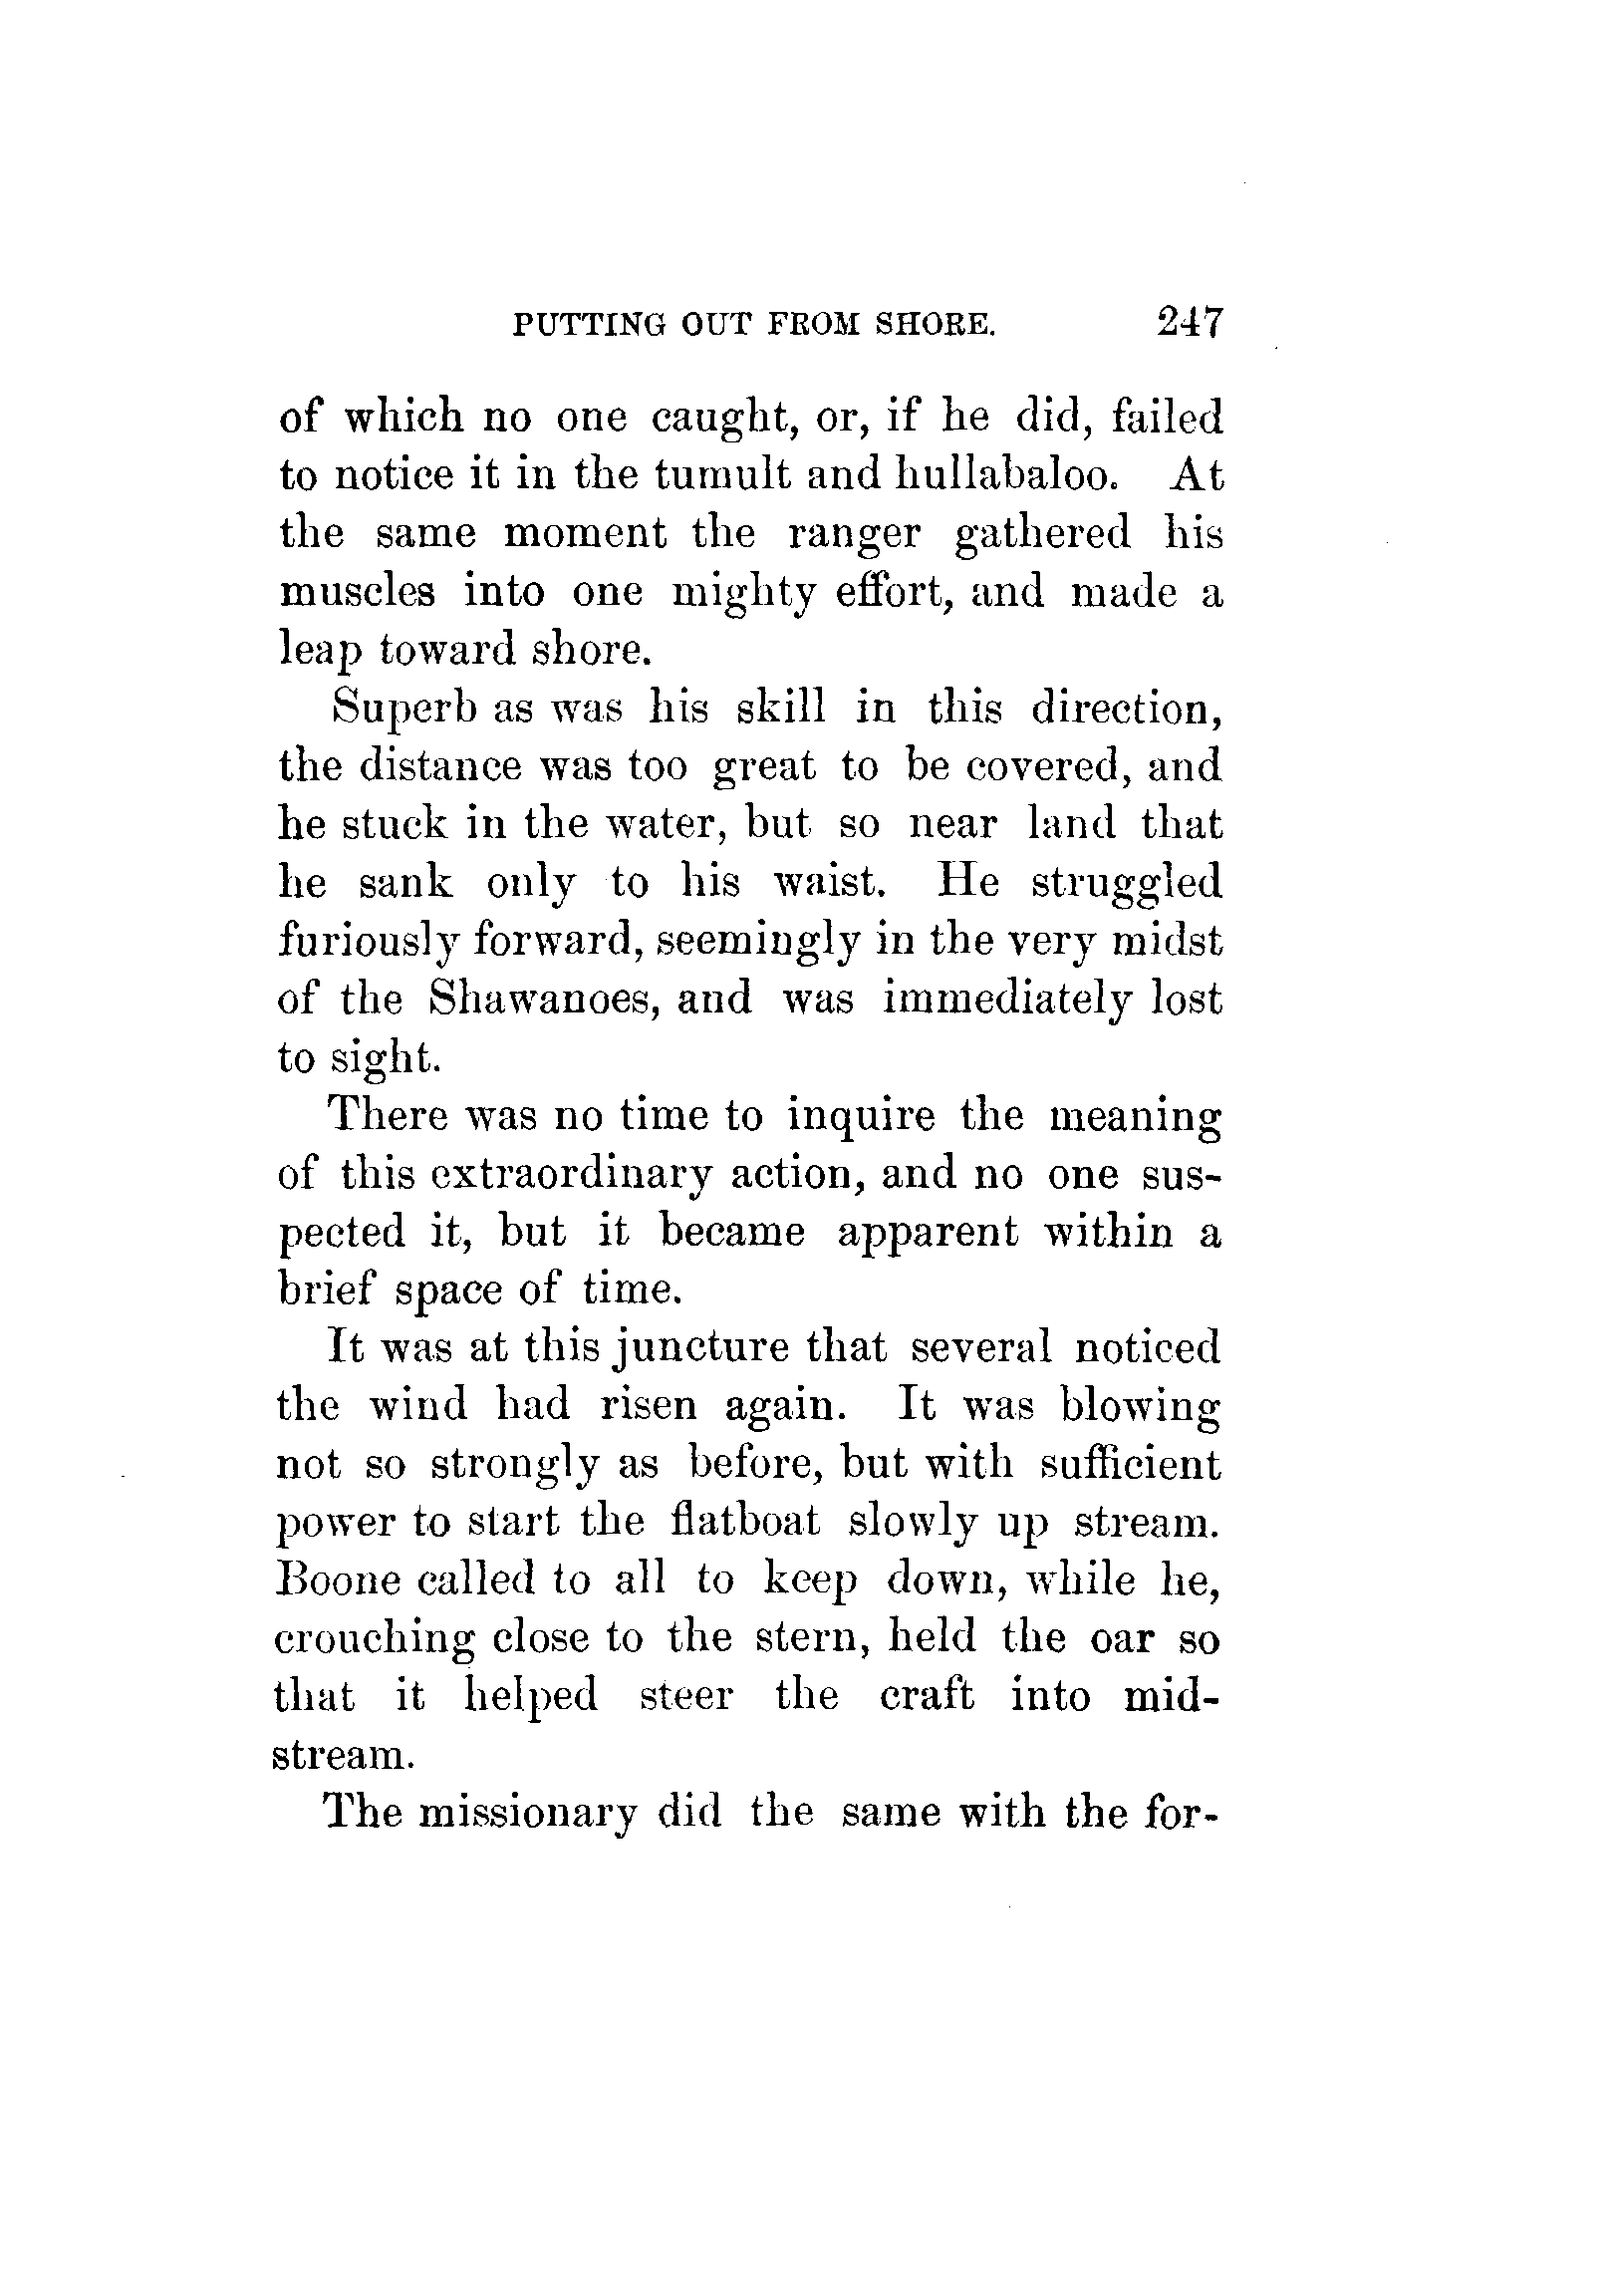 PUTTING OUT FROM SHORE. 247
of which no one caught, or, if he did, failed
to notice it in the tumult and hullabaloo. At
the same moment the ranger gathered his
muscles into one mighty effort, and made a
leap toward shore.
Superb as was his skill in this direction,
the distance was too great to be covered, and
he stuck in the water, but so near land that
he sank only to his waist. He struggled
furiously forward, seemingly in the very midst
of the Shawanoes, and was immediately lost
to sight.
There was no time to inquire the meaning
of this extraordinary action, and no one sus-
pected it, but it became apparent within a
brief space of time.
It was at this juncture that several noticed
the wind had risen again. It was blowing
not so strongly as before, but with sufficient
power to start the flatboat slowly up stream.
Boone called to all to keep down, while he,
crouching close to the stern, held the oar so
that it helped steer the craft into mid-
stream.
The missionary did the same with the for-